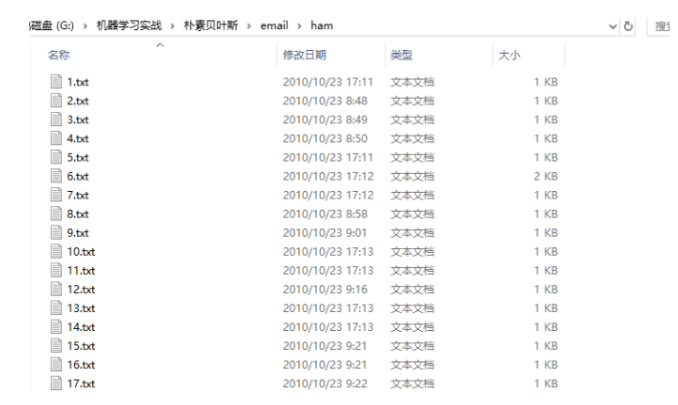 磁盘 (G:) › 机器学习实战 › 朴素贝叶斯 › email › ham
名称 修改日期 类型 大小
1.txt 2010/10/23 17:11 文本文档 1 KB
2.txt 2010/10/23 8:48 文本文档 1 KB
3.txt 2010/10/23 8:49 文本文档 1 KB
4.txt 2010/10/23 8:50 文本文档 1 KB
5.txt 2010/10/23 17:11 文本文档 1 KB
6.txt 2010/10/23 17:12 文本文档 2 KB
7.txt 2010/10/23 17:12 文本文档 1 KB
8.txt 2010/10/23 8:58 文本文档 1 KB
9.txt 2010/10/23 9:01 文本文档 1 KB
10.txt 2010/10/23 17:13 文本文档 1 KB
11.txt 2010/10/23 17:13 文本文档 1 KB
12.txt 2010/10/23 9:16 文本文档 1 KB
13.txt 2010/10/23 17:13 文本文档 1 KB
14.txt 2010/10/23 17:13 文本文档 1 KB
15.txt 2010/10/23 9:21 文本文档 1 KB
16.txt 2010/10/23 9:21 文本文档 1 KB
17.txt 2010/10/23 9:22 文本文档 1 KB